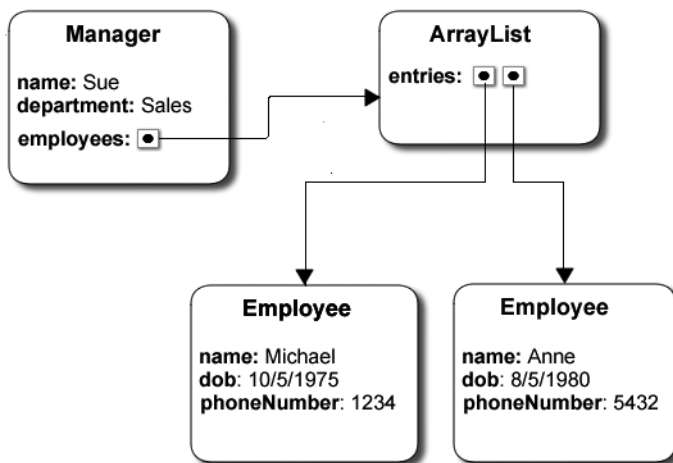 Manager
name: Sue
department: Sales
employees:
ArrayList
entries:
Employee
name: Michael
dob: 10/5/1975
phoneNumber: 1234
Employee
name: Anne
dob: 8/5/1980
phoneNumber: 5432